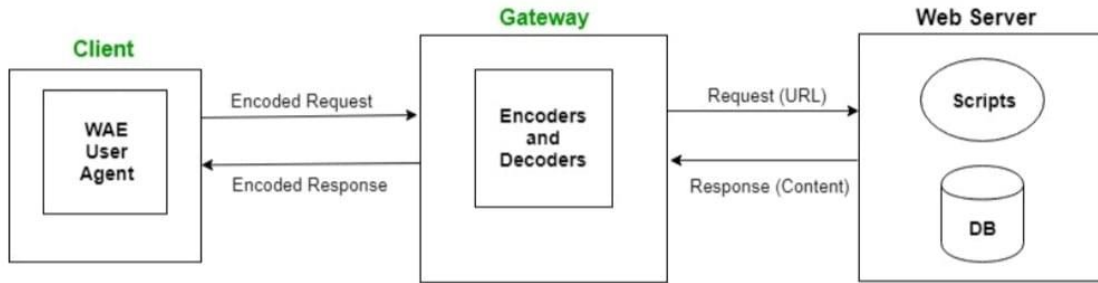 Client
WAE
User
Agent
Encoded Request
Encoded Response
Gateway
Encoders
and
Decoders
Request (URL)
Response (Content)
Web Server
Scripts
DB